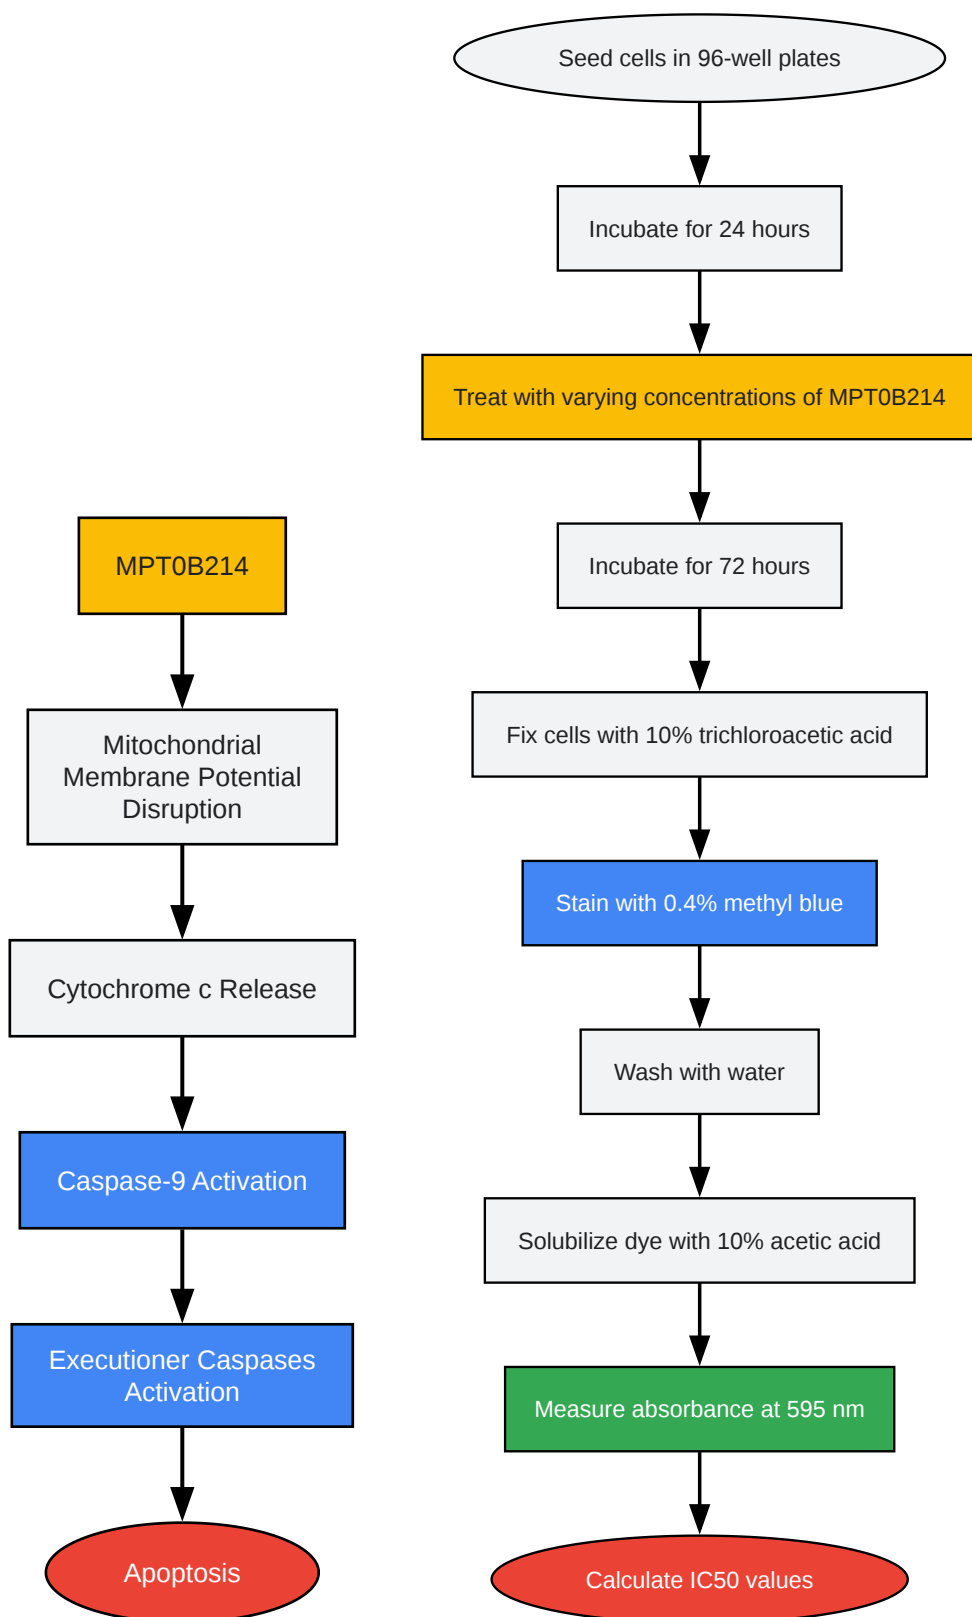 MPT0B214
Mitochondrial
Membrane Potential
Disruption
Cytochrome c Release
Caspase-9 Activation
Executioner Caspases
Activation
Apoptosis
Seed cells in 96-well plates
Incubate for 24 hours
Treat with varying concentrations of MPT0B214
Incubate for 72 hours
Fix cells with 10% trichloroacetic acid
Stain with 0.4% methyl blue
Wash with water
Solubilize dye with 10% acetic acid
Measure absorbance at 595 nm
Calculate IC50 values